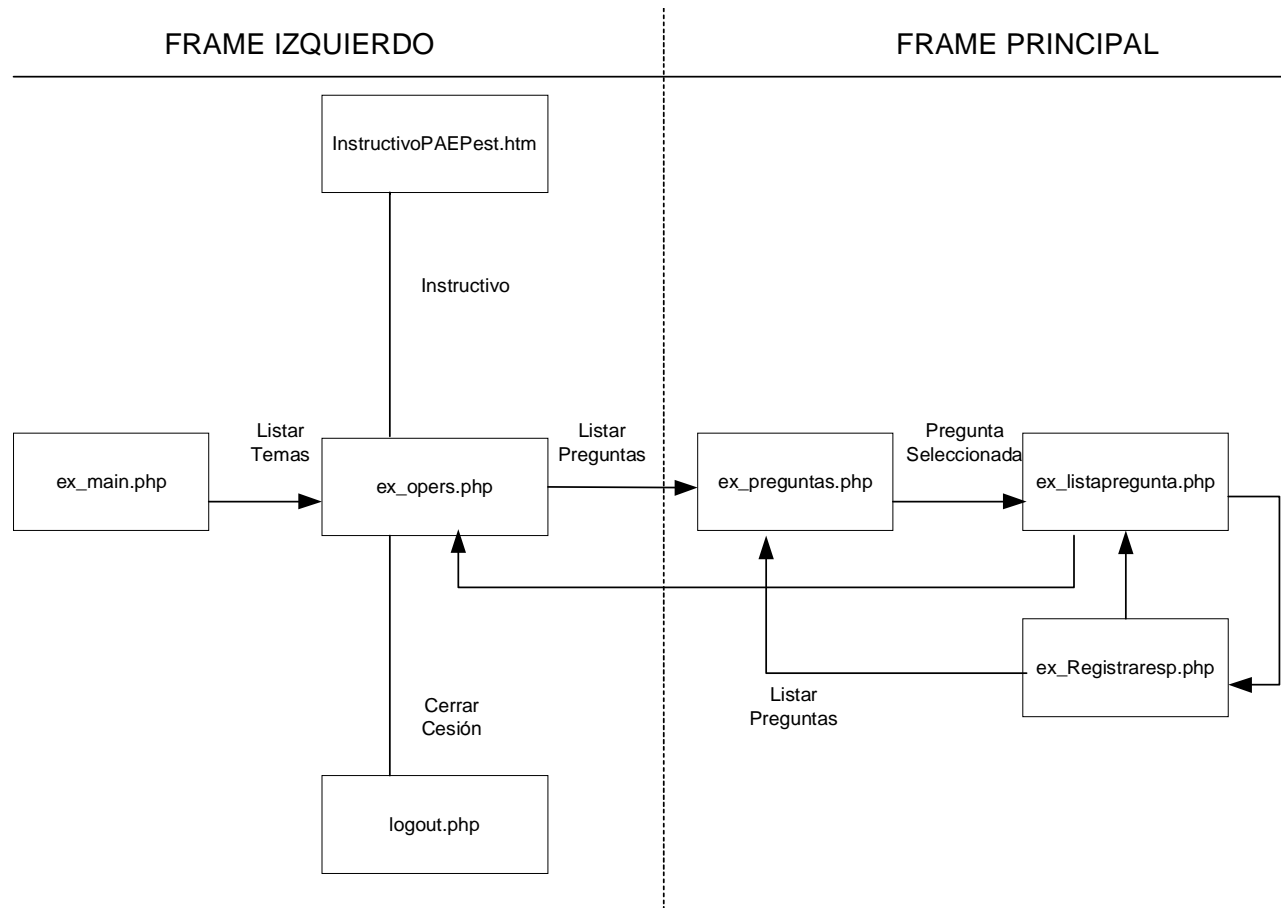 FRAME IZQUIERDO
FRAME PRINCIPAL
InstructivoPAEPest.htm
Instructivo
ex_main.php
Listar
Temas
ex_opers.php
Listar
Preguntas
ex_preguntas.php
Pregunta
Seleccionada
ex_listapregunta.php
ex_Registraresp.php
Listar
Preguntas
Cerrar
Cesión
logout.php